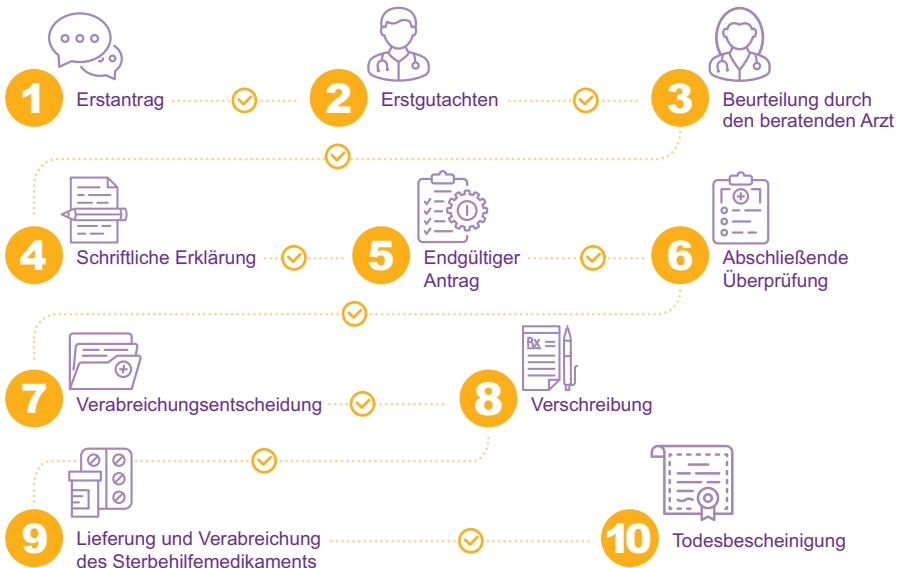 1 Erstantrag
2 Erstgutachten
3 Beurteilung durch
den beratenden Arzt
4 Schriftliche Erklärung
5 Endgültiger
Antrag
6 Abschließende
Überprüfung
7 Verabreichungsentscheidung
Rx
8 Verschreibung
9 Lieferung und Verabreichung
des Sterbehilfemedikaments
10 Todesbescheinigung